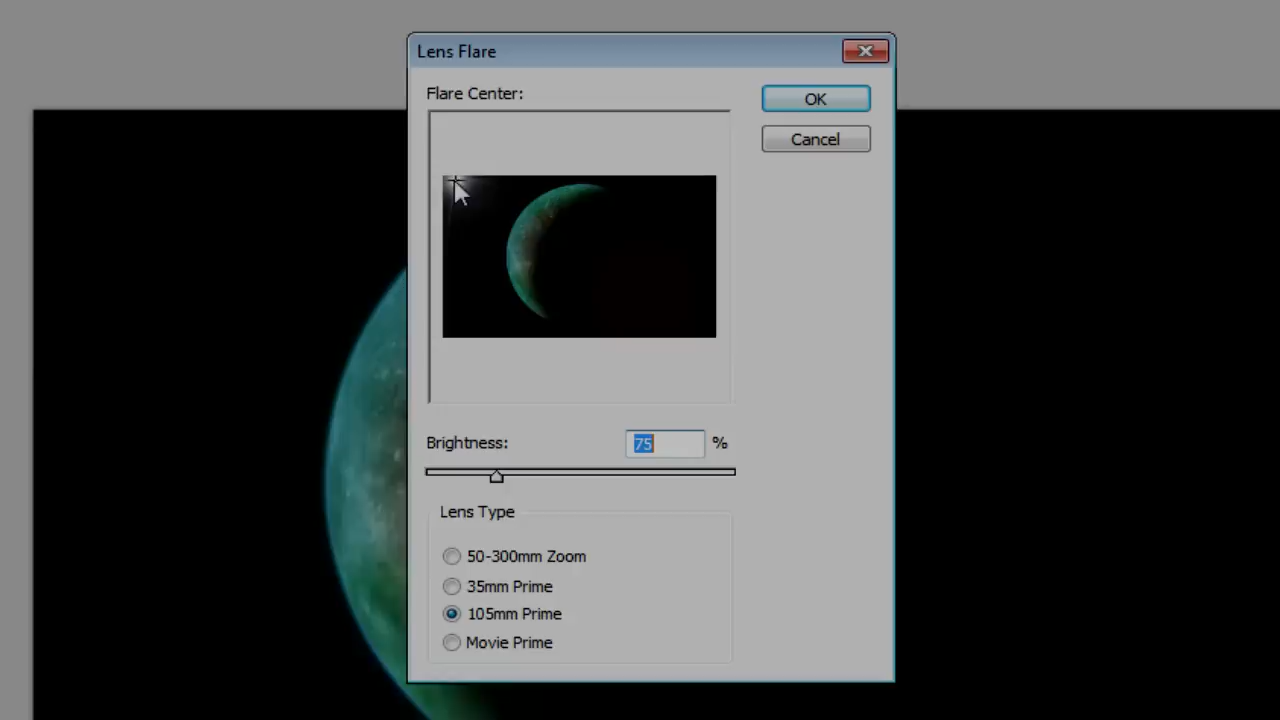 Lens Flare
Flare Center:
OK
Cancel
Brightness:
75 %
Lens Type
50-300mm Zoom
35mm Prime
105mm Prime
Movie Prime